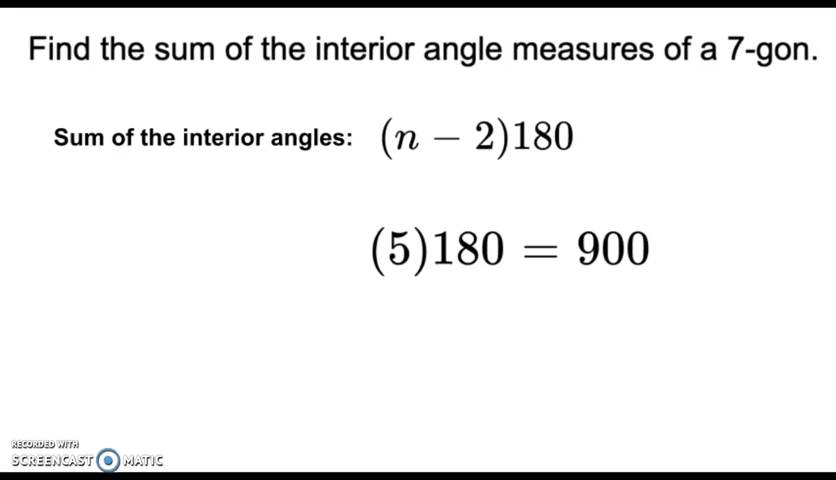 Find the sum of the interior angle measures of a 7-gon.
Sum of the interior angles: (n − 2)180
(5)180 = 900
RECORDED WITH
SCREENCAST MATIC